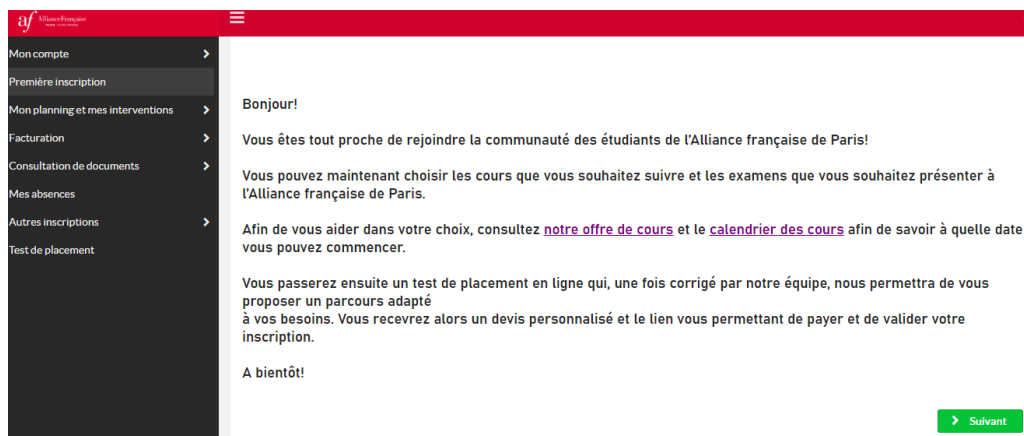 af AllianceFrançaise
Mon compte
Première inscription
Mon planning et mes interventions
Facturation
Consultation de documents
Mes absences
Autres inscriptions
Test de placement
Bonjour!
Vous êtes tout proche de rejoindre la communauté des étudiants de l'Alliance française de Paris!
Vous pouvez maintenant choisir les cours que vous souhaitez suivre et les examens que vous souhaitez présenter à
l'Alliance française de Paris.
Afin de vous aider dans votre choix, consultez notre offre de cours et le calendrier des cours afin de savoir à quelle date
vous pouvez commencer.
Vous passerez ensuite un test de placement en ligne qui, une fois corrigé par notre équipe, nous permettra de vous
proposer un parcours adapté
à vos besoins. Vous recevrez alors un devis personnalisé et le lien vous permettant de payer et de valider votre
inscription.
A bientôt!
Suivant